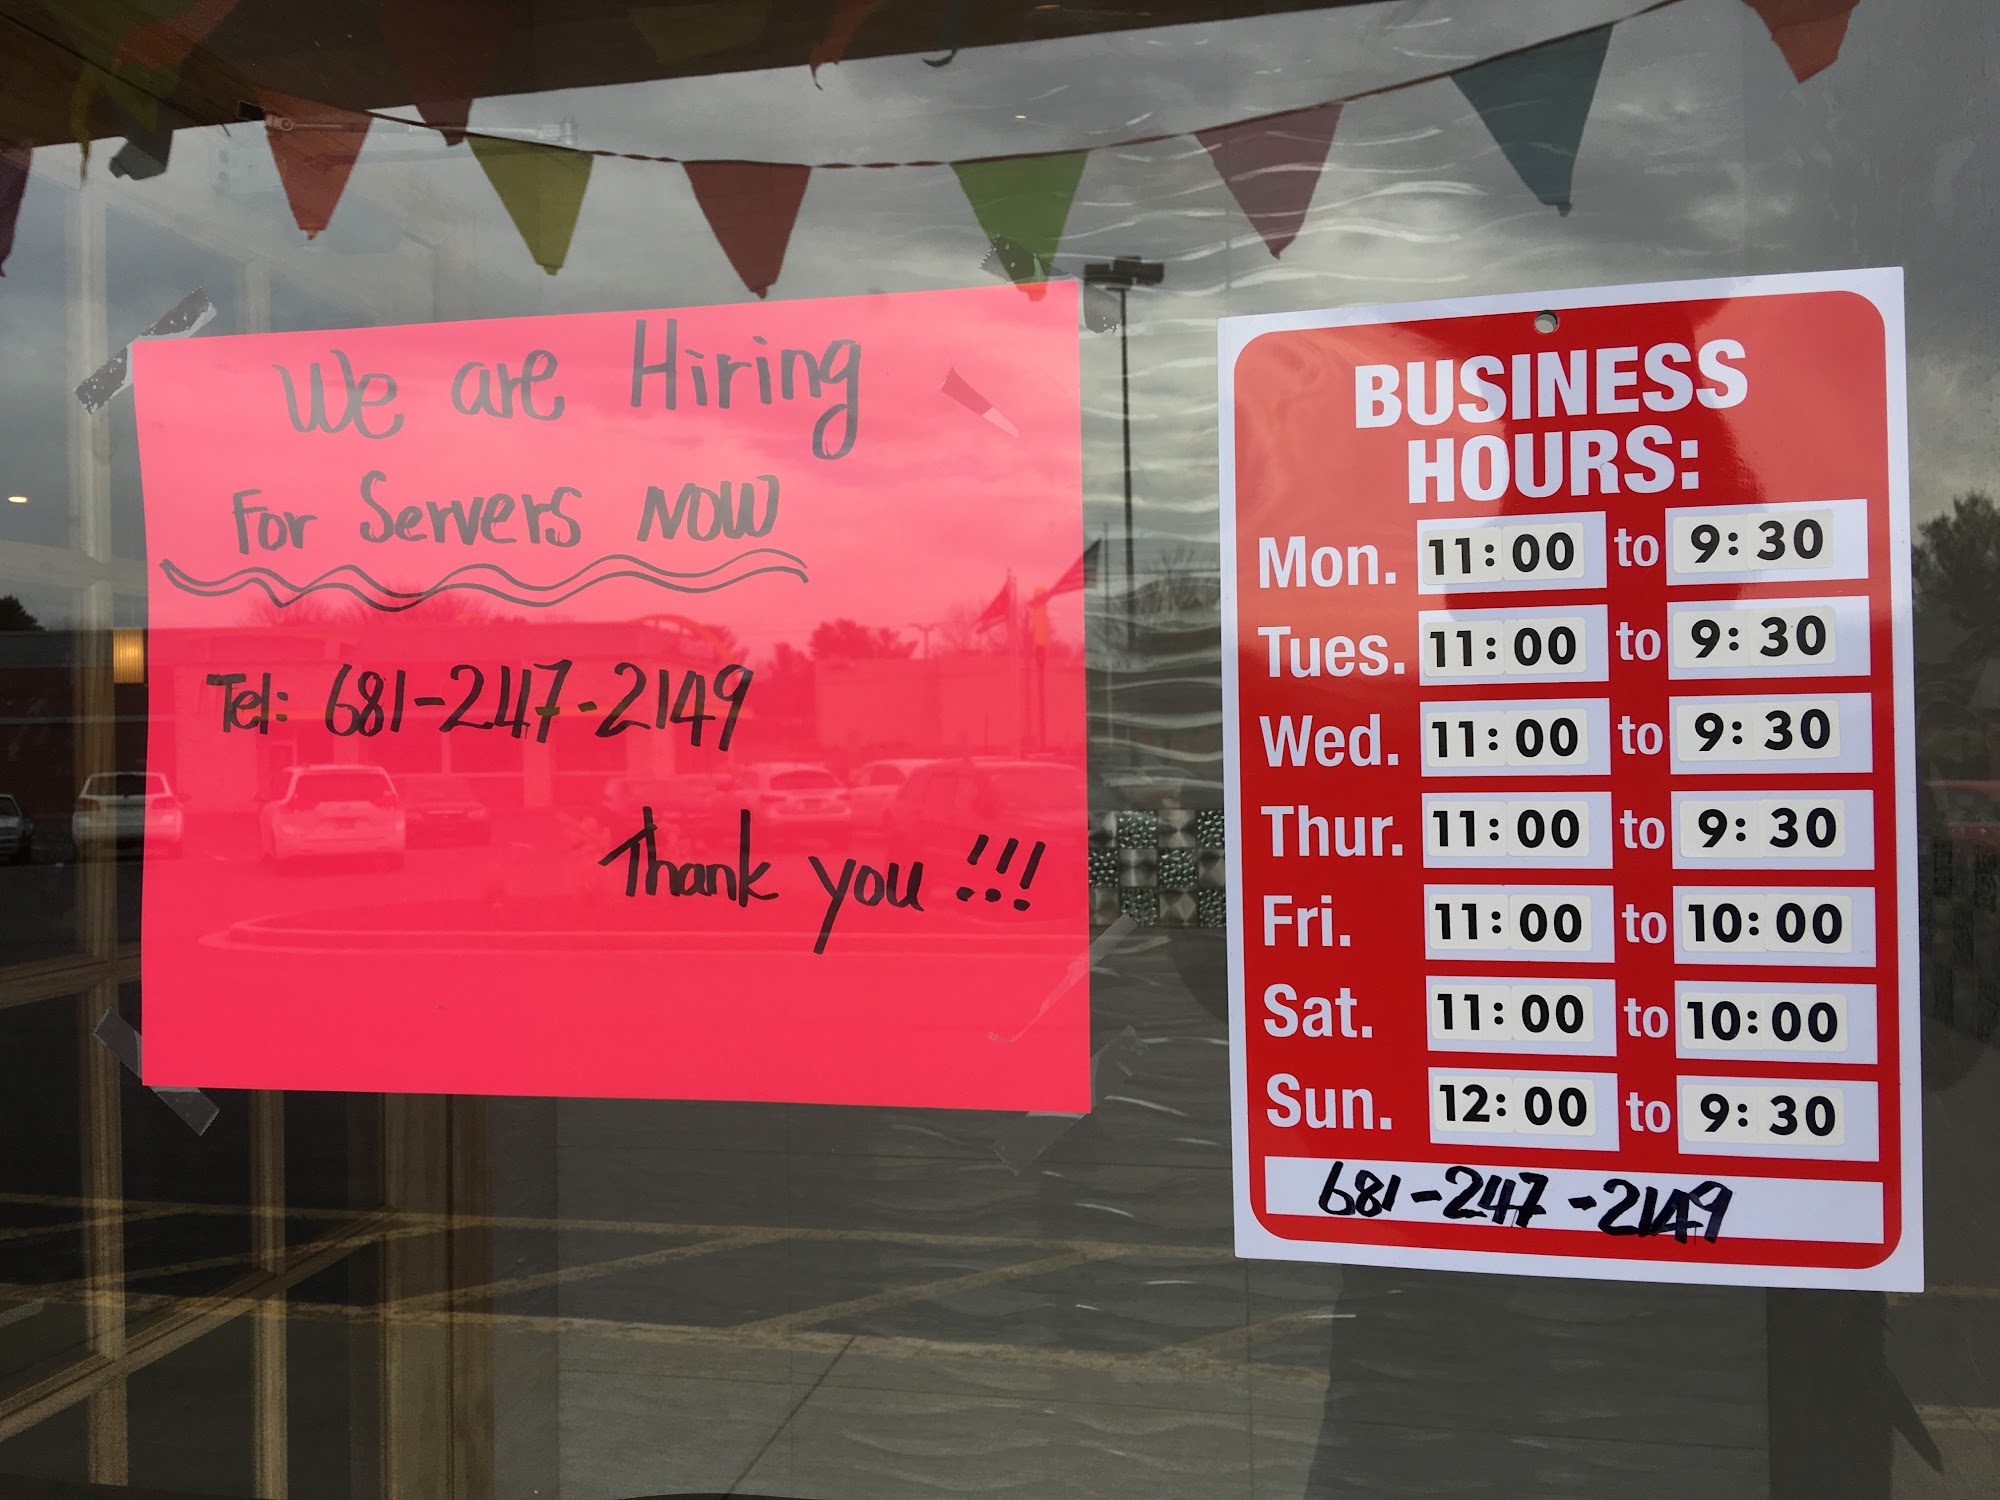 We are Hiring
For Servers NOW
Tel: 681-247-2149
Thank you !!!
BUSINESS
HOURS:
Mon. 11:00 to 9:30
Tues. 11:00 to 9:30
Wed. 11:00 to 9:30
Thur. 11:00 to 9:30
Fri. 11:00 to 10:00
Sat. 11:00 to 10:00
Sun. 12:00 to 9:30
681-247-2149